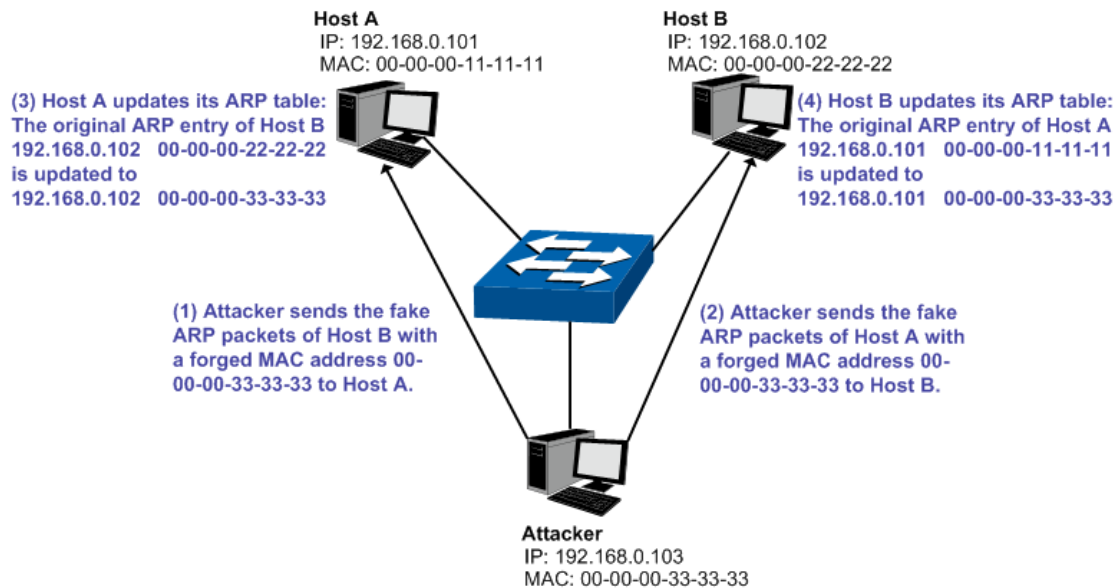 Host A
IP: 192.168.0.101
MAC: 00-00-00-11-11-11
Host B
IP: 192.168.0.102
MAC: 00-00-00-22-22-22
(3) Host A updates its ARP table:
The original ARP entry of Host B
192.168.0.102 00-00-00-22-22-22
is updated to
192.168.0.102 00-00-00-33-33-33
(4) Host B updates its ARP table:
The original ARP entry of Host A
192.168.0.101 00-00-00-11-11-11
is updated to
192.168.0.101 00-00-00-33-33-33
(1) Attacker sends the fake
ARP packets of Host B with
a forged MAC address 00-
00-00-33-33-33 to Host A.
(2) Attacker sends the fake
ARP packets of Host A with
a forged MAC address 00-
00-00-33-33-33 to Host B.
Attacker
IP: 192.168.0.103
MAC: 00-00-00-33-33-33